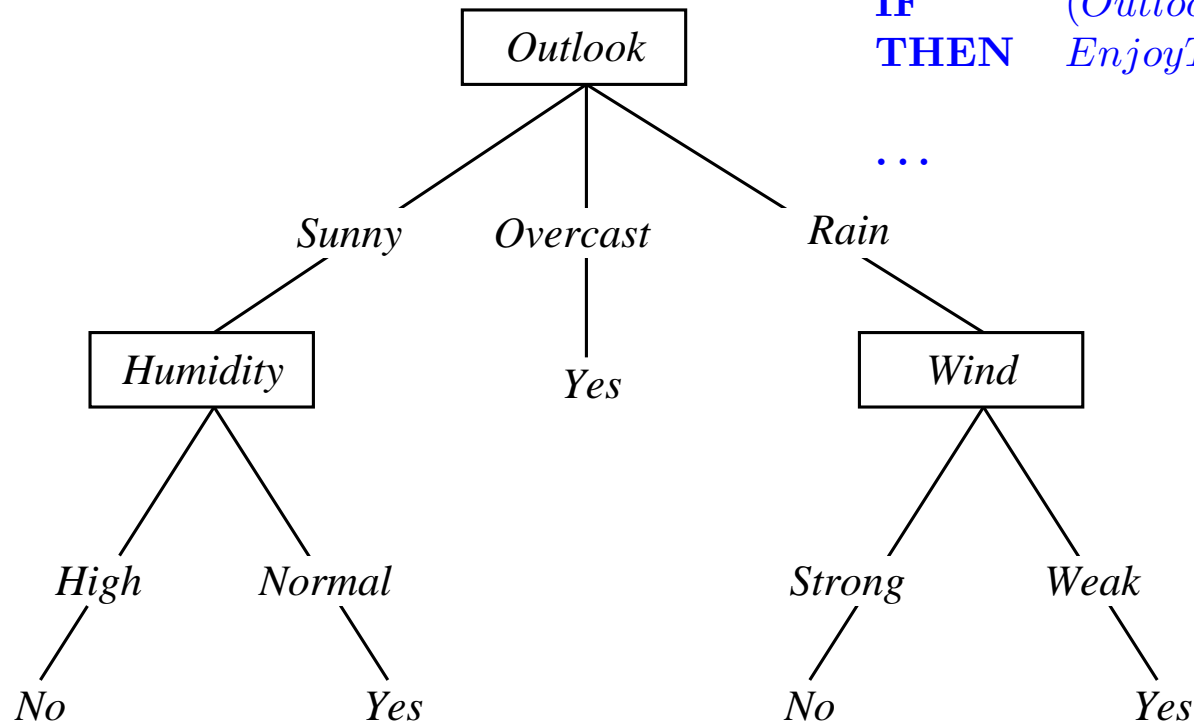 IF
THEN
Outlook
. . .
Sunny Overcast Rain
Humidity Yes Wind
High Normal Strong Weak
No Yes No Yes